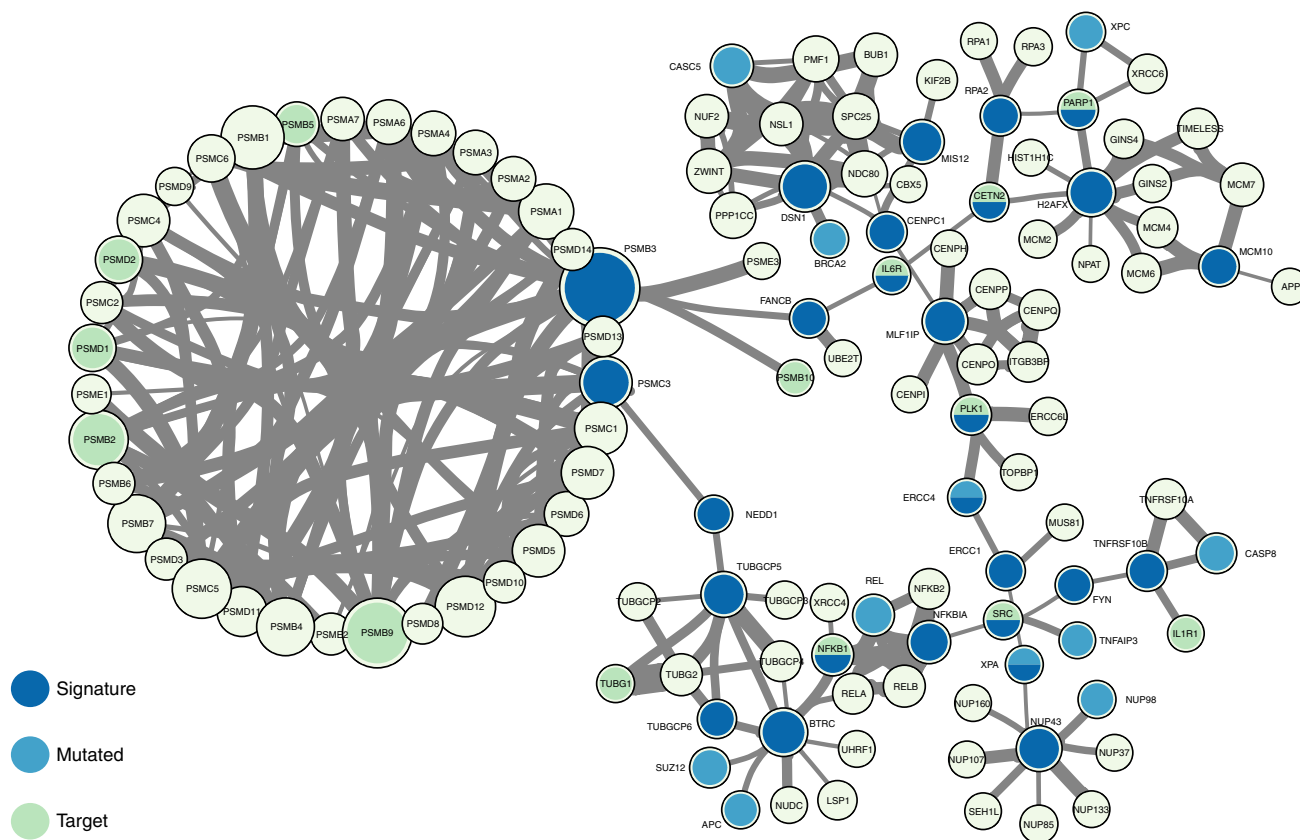 XPC
RPA1
RPA3
CASC5
PMF1
BUB1
KIF2B
XRCC6
RPA2
PARP1
PSMB5
PSMA7
PSMA6
PSMA4
PSMA3
PSMA2
PSMA1
PSMB1
PSMC6
PSMD9
PSMC4
PSMD2
PSMC2
PSMD1
PSME1
PSMB2
PSMB6
PSMB7
PSMD3
PSMC5
PSMD11
PSMB4
PSME2
PSMB9
PSMD8
PSMD12
PSMD10
PSMD5
PSMD6
PSMD7
PSMC1
PSMC3
PSMD13
PSMB3
PSMD14
NUF2
NSL1
SPC25
MIS12
ZWINT
NDC80
CBX5
DSN1
PPP1CC
BRCA2
CENPC1
CETN2
HIST1H1C
GINS4
TIMELESS
GINS2
MCM7
H2AFX
MCM2
MCM4
NPAT
MCM6
MCM10
APP
PSME3
IL6R
CENPH
FANCB
UBE2T
PSMB10
MLF1IP
CENPP
CENPQ
CENPO
ITGB3BP
CENPI
PLK1
ERCC6L
TOPBP1
ERCC4
MUS81
ERCC1
TNFRSF10A
TNFRSF10B
CASP8
FYN
IL1R1
SRC
TNFAIP3
XPA
NEDD1
TUBGCP5
TUBGCP2
TUBGCP3
XRCC4
REL
NFKB2
NFKBIA
NFKB1
TUBGCP4
TUBG2
TUBG1
RELA
RELB
TUBGCP6
BTRC
UHRF1
SUZ12
APC
NUDC
LSP1
NUP160
NUP43
NUP98
NUP107
NUP37
SEH1L
NUP85
NUP133
Signature
Mutated
Target